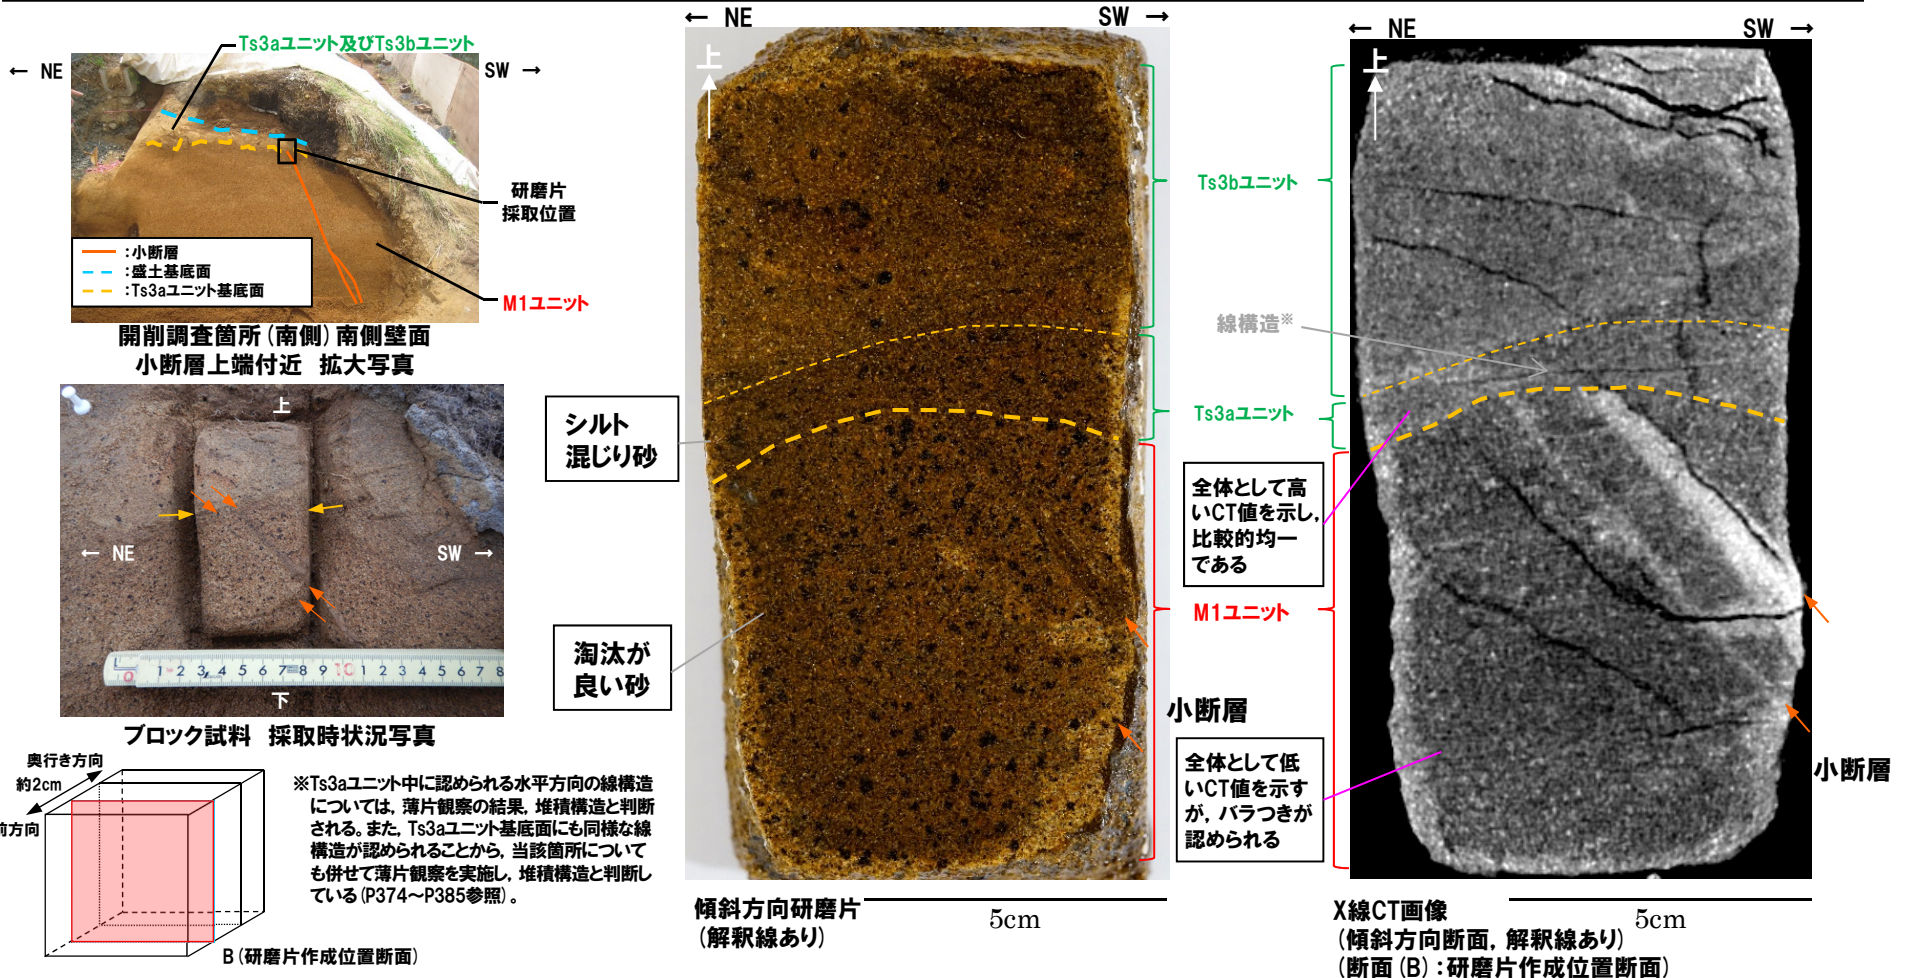 Ts3aユニット及びTs3bユニット
← NE
SW →
研磨片
採取位置
:小断層
:盛土基底面
:Ts3aユニット基底面
M1ユニット
開削調査箇所(南側)南側壁面
小断層上端付近 拡大写真
上
← NE
SW →
下
ブロック試料 採取時状況写真
奥行き方向
約2cm
前方向
B(研磨片作成位置断面)
※Ts3aユニット中に認められる水平方向の線構造
については,薄片観察の結果,堆積構造と判断
される。また,Ts3aユニット基底面にも同様な線
構造が認められることから,当該箇所について
も併せて薄片観察を実施し,堆積構造と判断し
ている(P374~P385参照)。
← NE
SW →
上
シルト
混じり砂
淘汰が
良い砂
小断層
傾斜方向研磨片
(解釈線あり)
5cm
Ts3bユニット
線構造※
Ts3aユニット
全体として高
いCT値を示し,
比較的均一
である
M1ユニット
全体として低
いCT値を示す
が,バラつきが
認められる
← NE
SW →
上
小断層
X線CT画像
(傾斜方向断面,解釈線あり)
(断面(B):研磨片作成位置断面)
5cm